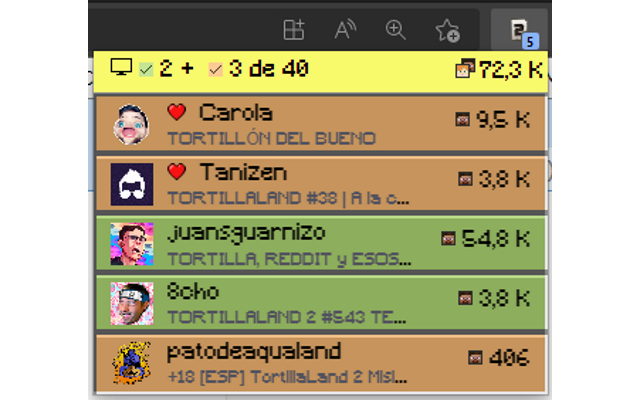 2
5
2 + 3 de 40 72,3 K
Carola 9,5 K
TORTILLÓN DEL BUENO
Tanizen 3,8 K
TORTILLALAND #38 | A la c...
juansguarnizo 54,8 K
TORTILLA, REDDIT y ESOS...
8cho 3,8 K
TORTILLALAND 2 #543 TE...
patodeaqualand 406
+18 [ESP] TortillaLand 2 Misi...